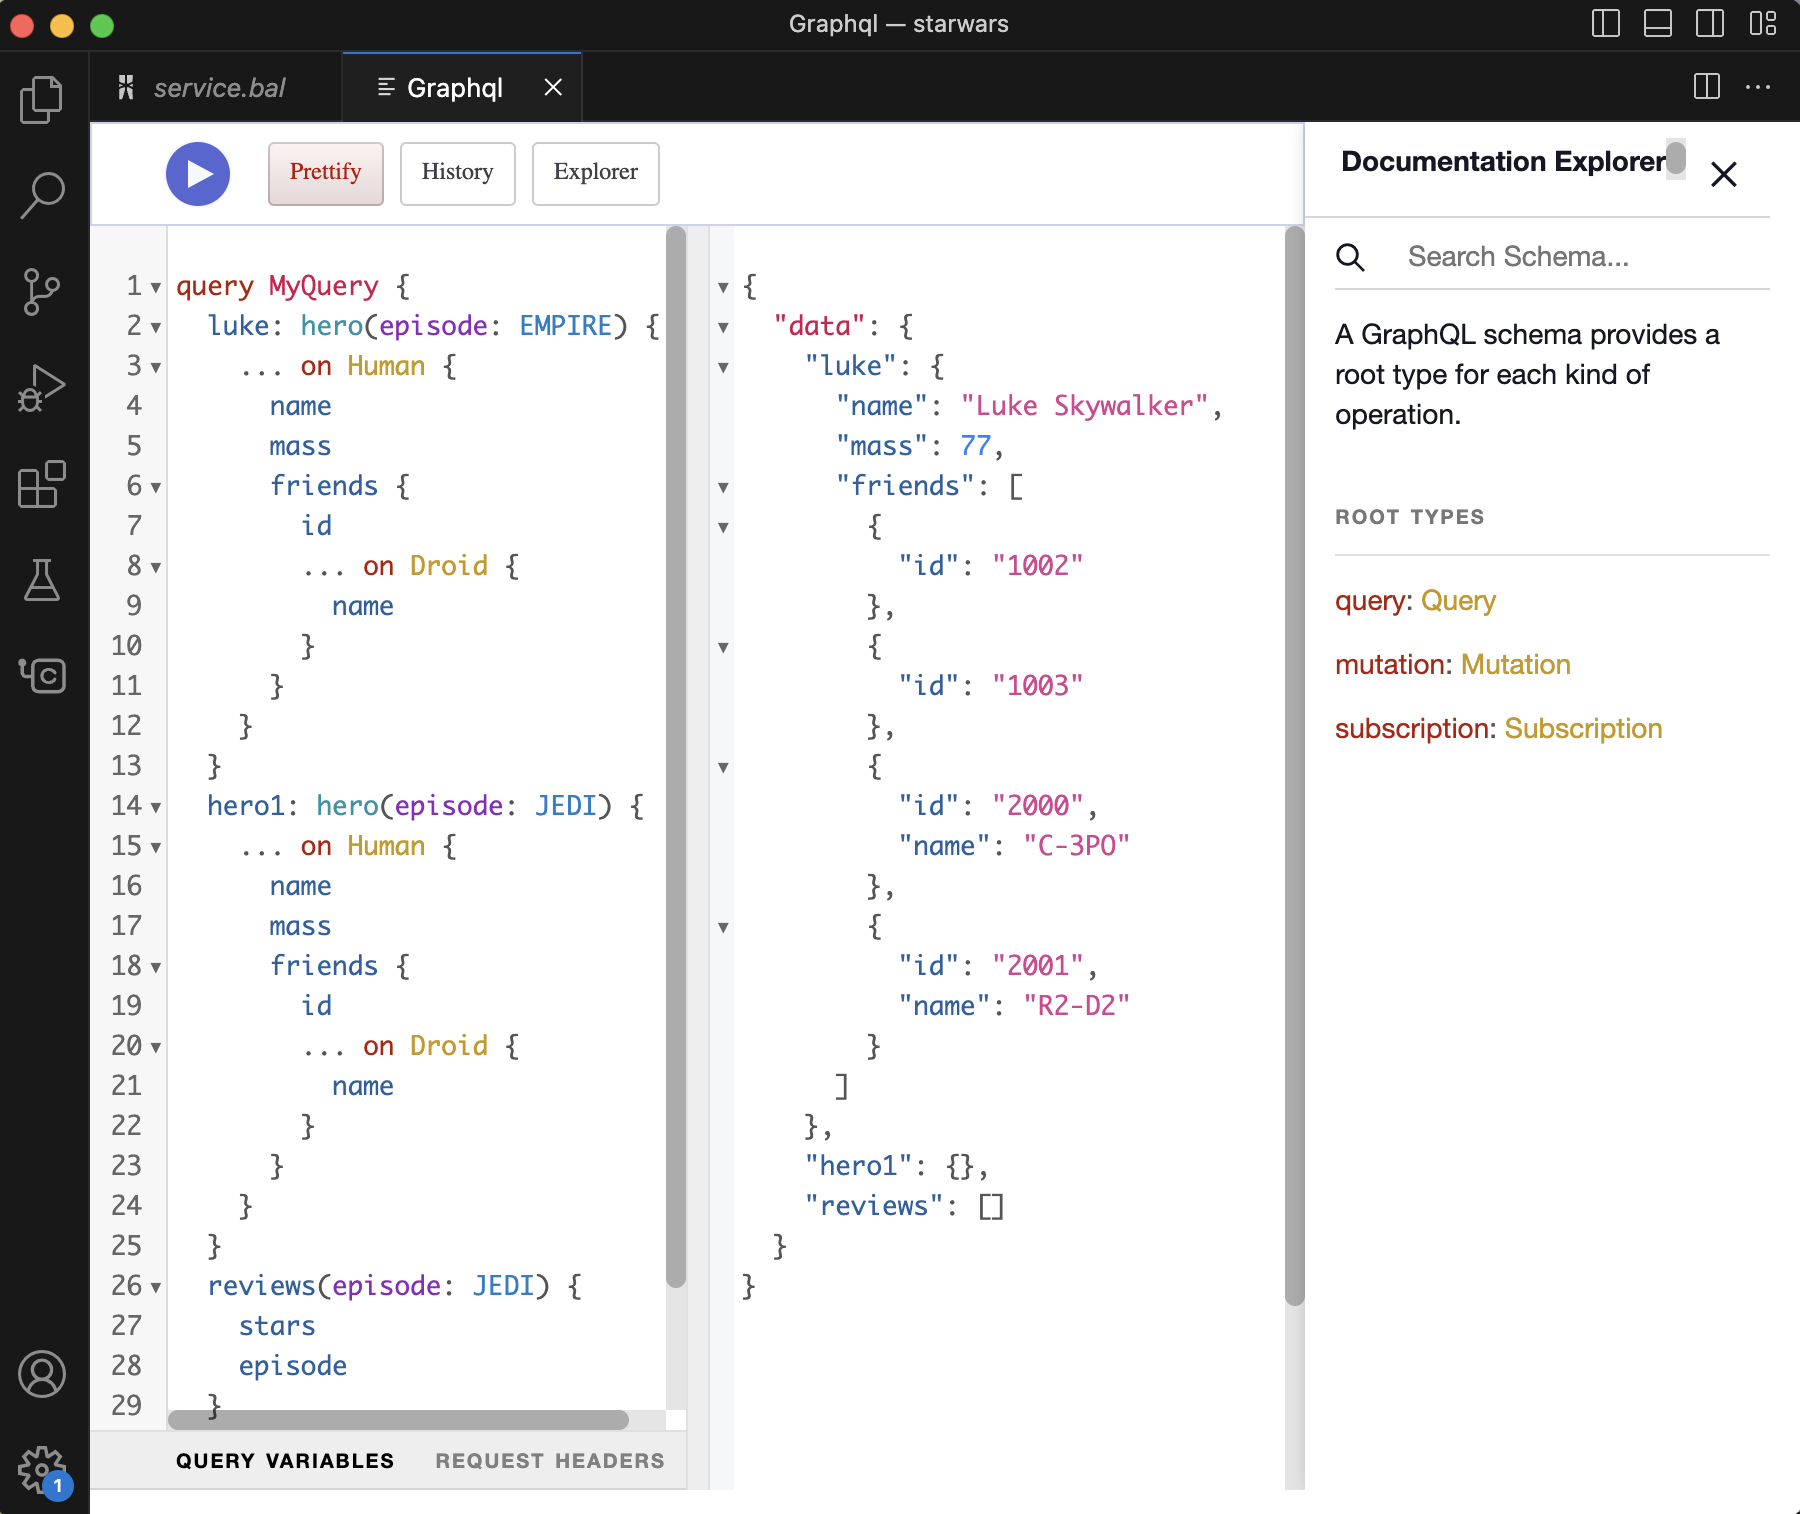 Graphql — starwars
service.bal
Graphql
Prettify
History
Explorer
1 query MyQuery {
2 luke: hero(episode: EMPIRE) {
3 ... on Human {
4 name
5 mass
6 friends {
7 id
8 ... on Droid {
9 name
10 }
11 }
12 }
13 }
14 hero1: hero(episode: JEDI) {
15 ... on Human {
16 name
17 mass
18 friends {
19 id
20 ... on Droid {
21 name
22 }
23 }
24 }
25 }
26 reviews(episode: JEDI) {
27 stars
28 episode
29 }
QUERY VARIABLES
REQUEST HEADERS
{
"data": {
"luke": {
"name": "Luke Skywalker",
"mass": 77,
"friends": [
{
"id": "1002"
},
{
"id": "1003"
},
{
"id": "2000",
"name": "C-3PO"
},
{
"id": "2001",
"name": "R2-D2"
}
]
},
"hero1": {},
"reviews": []
}
}
Documentation Explorer
Search Schema...
A GraphQL schema provides a
root type for each kind of
operation.
ROOT TYPES
query: Query
mutation: Mutation
subscription: Subscription
C
1